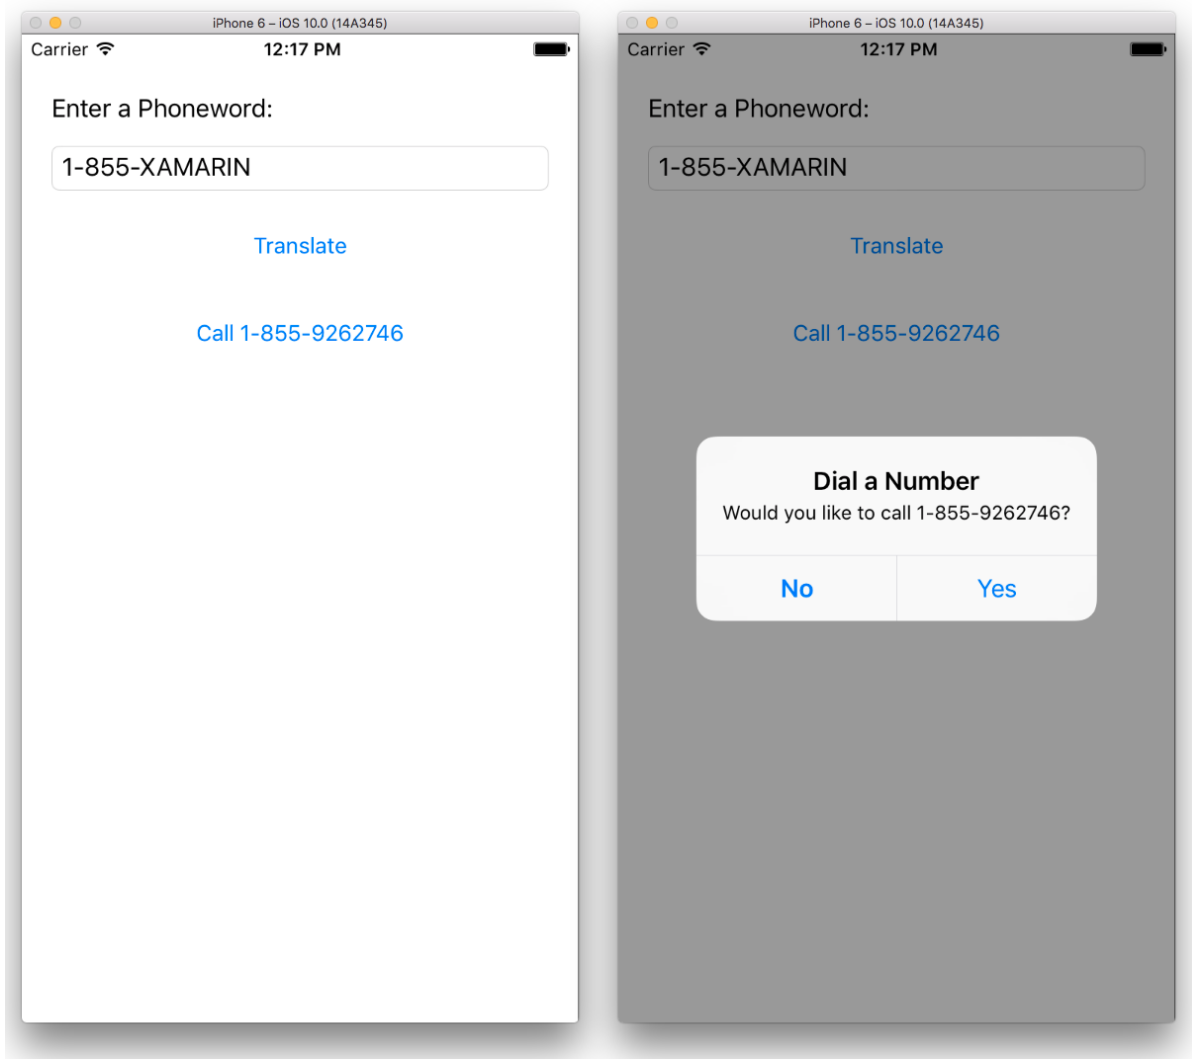 iPhone 6 – iOS 10.0 (14A345)
Carrier 12:17 PM
Enter a Phoneword:
1-855-XAMARIN
Translate
Call 1-855-9262746
iPhone 6 – iOS 10.0 (14A345)
Carrier 12:17 PM
Enter a Phoneword:
1-855-XAMARIN
Translate
Call 1-855-9262746
Dial a Number
Would you like to call 1-855-9262746?
No Yes